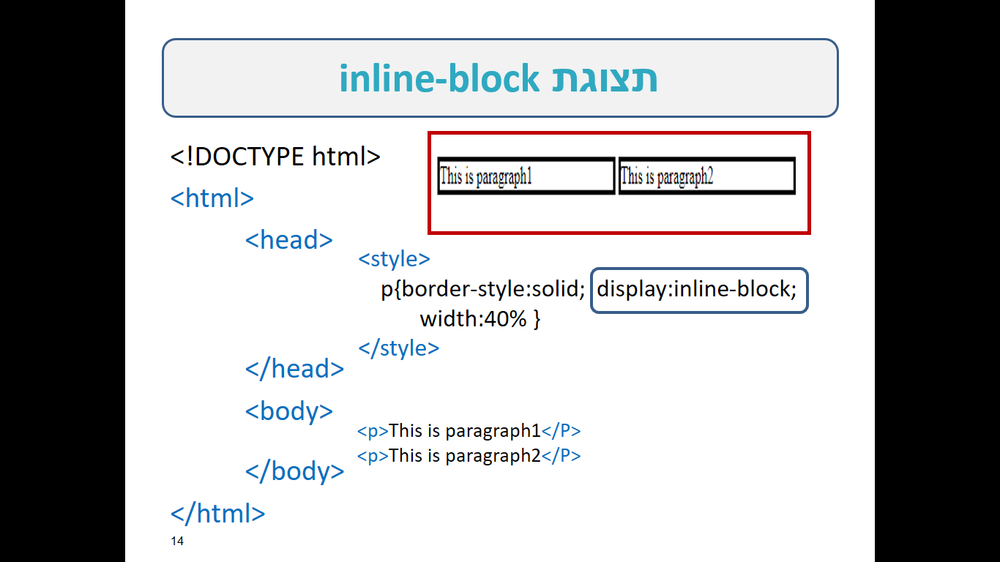 תצוגת inline-block
<!DOCTYPE html>
This is paragraph1 This is paragraph2
<html>
<head>
<style>
p{border-style:solid; display:inline-block;
width:40% }
</style>
</head>
<body>
<p>This is paragraph1</P>
<p>This is paragraph2</P>
</body>
</html>
14